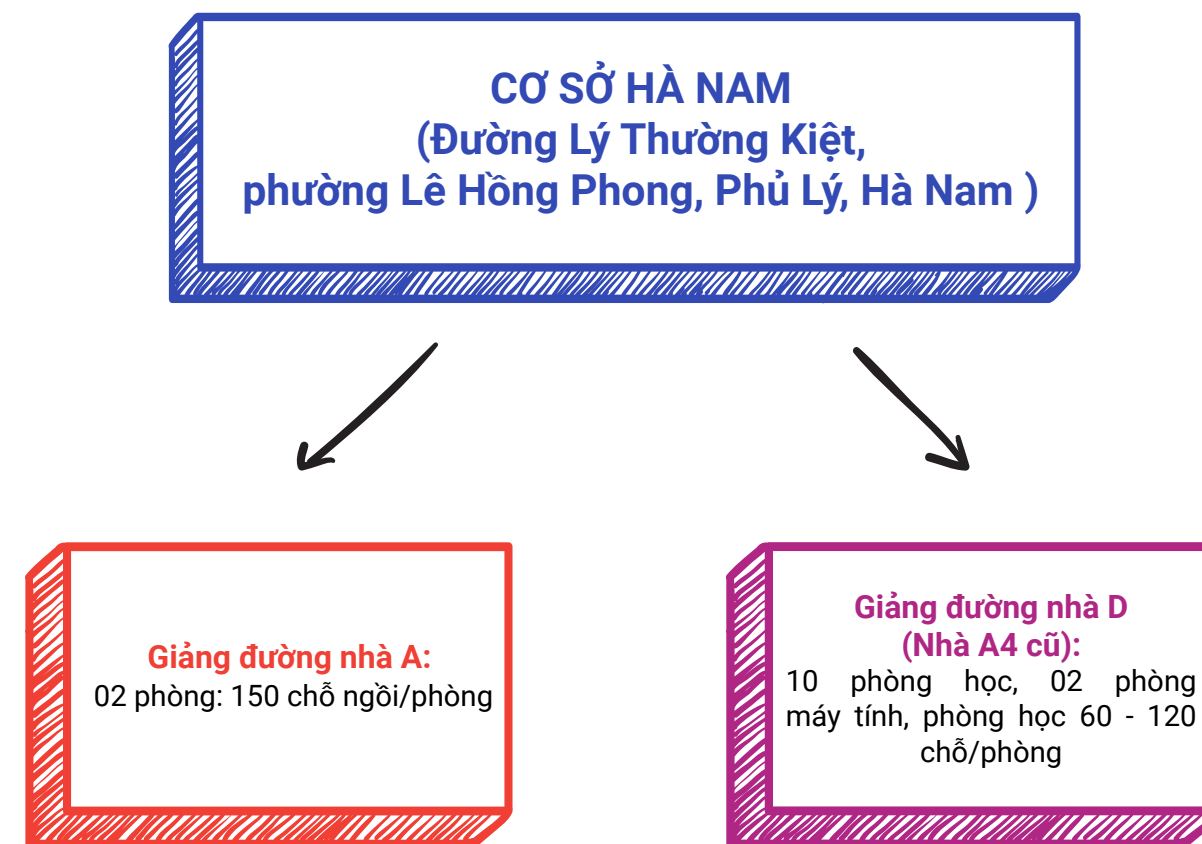 CƠ SỞ HÀ NAM
(Đường Lý Thường Kiệt,
phường Lê Hồng Phong, Phủ Lý, Hà Nam )
Giảng đường nhà A:
02 phòng: 150 chỗ ngồi/phòng
Giảng đường nhà D
(Nhà A4 cũ):
10 phòng học, 02 phòng
máy tính, phòng học 60 - 120
chỗ/phòng